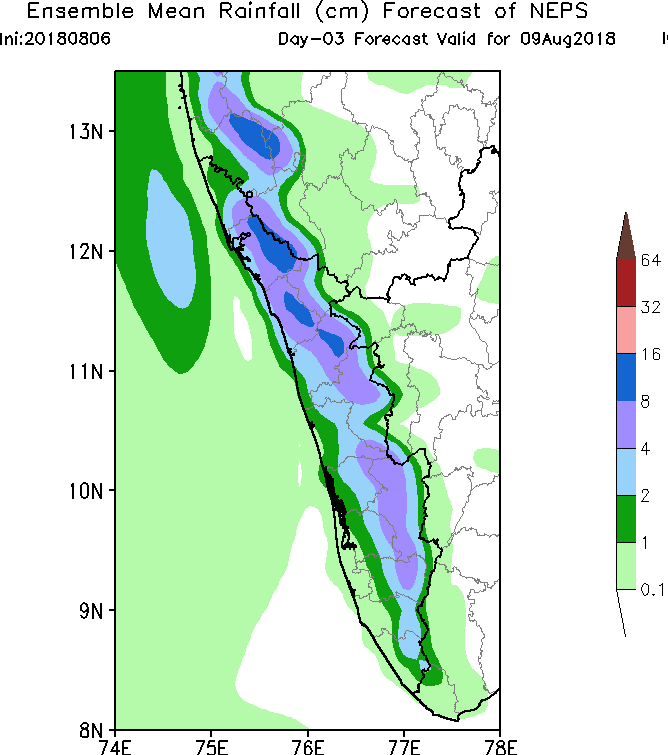 Ensemble Mean Rainfall (cm) Forecast of NEPS
Ini:20180806 Day-03 Forecast Valid for 09Aug2018
13N
12N
11N
10N
9N
8N
74E 75E 76E 77E 78E
64
32
16
8
4
2
1
0.1